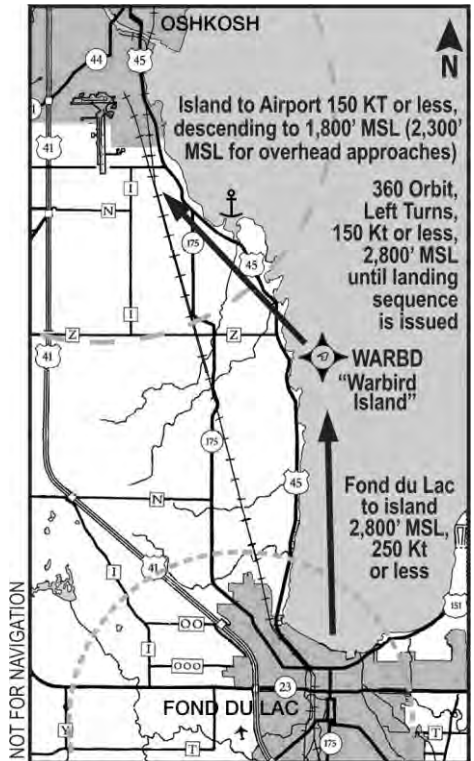 OSHKOSH
44
45
N
41
41
Island to Airport 150 KT or less,
descending to 1,800' MSL (2,300'
MSL for overhead approaches)
I
N
175
45
360 Orbit,
Left Turns,
150 Kt or less,
2,800' MSL
until landing
sequence
is issued
I
Z
Z
41
WARBD
"Warbird
Island"
175
45
N
Fond du Lac
to island
2,800' MSL,
250 Kt
or less
I
41
151
OO
I
OOO
23
FOND DU LAC
Y
T
175
T
NOT FOR NAVIGATION